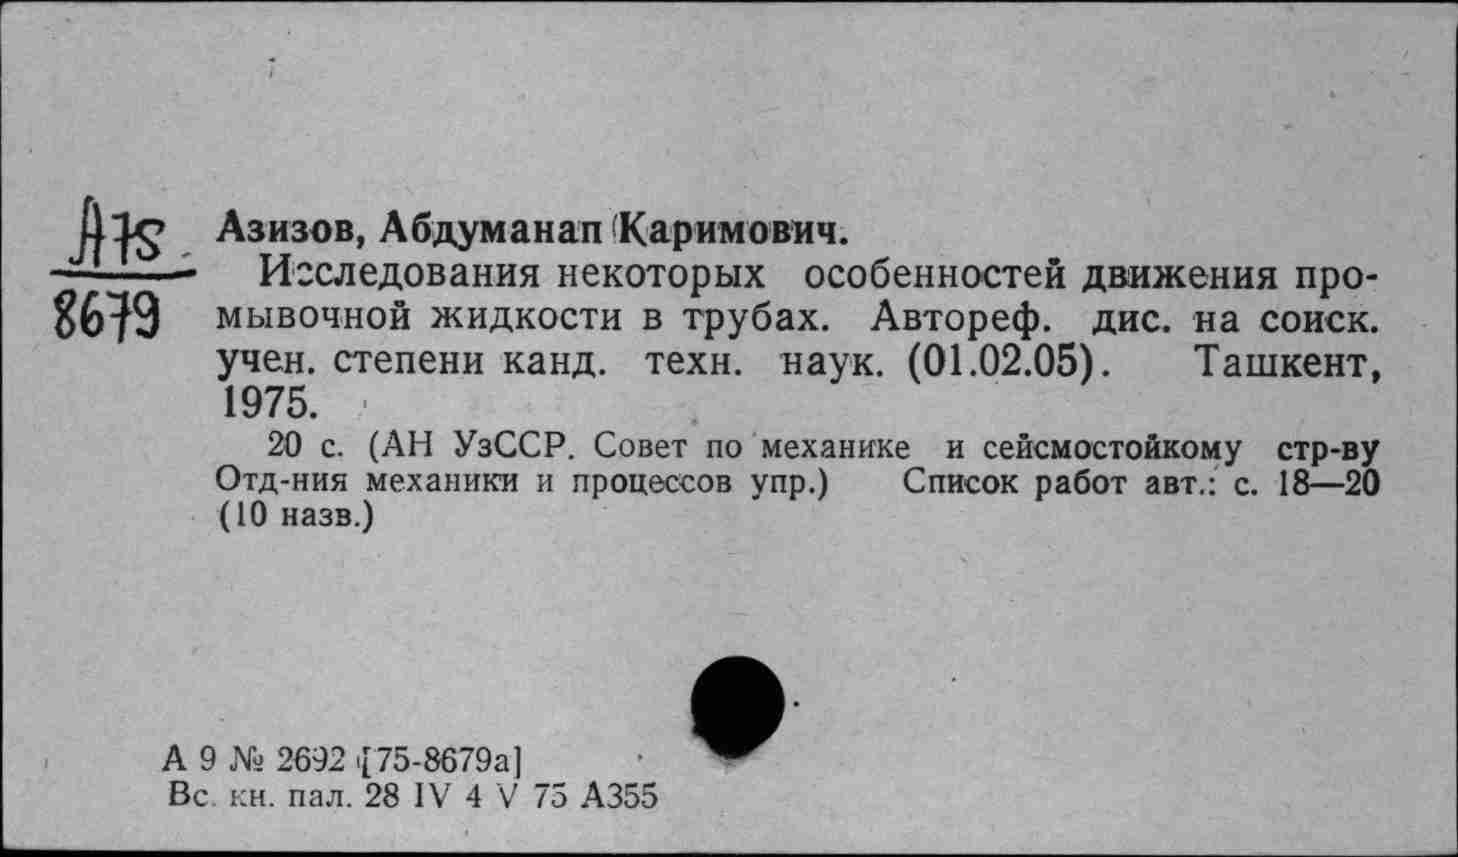 А75
8679
Азизов, Абдуманап Каримович.
Исследования некоторых особенностей движения про-
мывочной жидкости в трубах. Автореф. дис. на соиск.
учен. степени канд. техн. наук. (01.02.05). Ташкент,
1975.
20 с. (АН УзССР. Совет по механике и сейсмостойкому стр-ву
Отд-ния механики и процессов упр.) Список работ авт.: с. 18—20
(10 назв.)
А 9 № 2692 [75-8679а]
Вс. кн. пал. 28 IV 4 V 75 А355